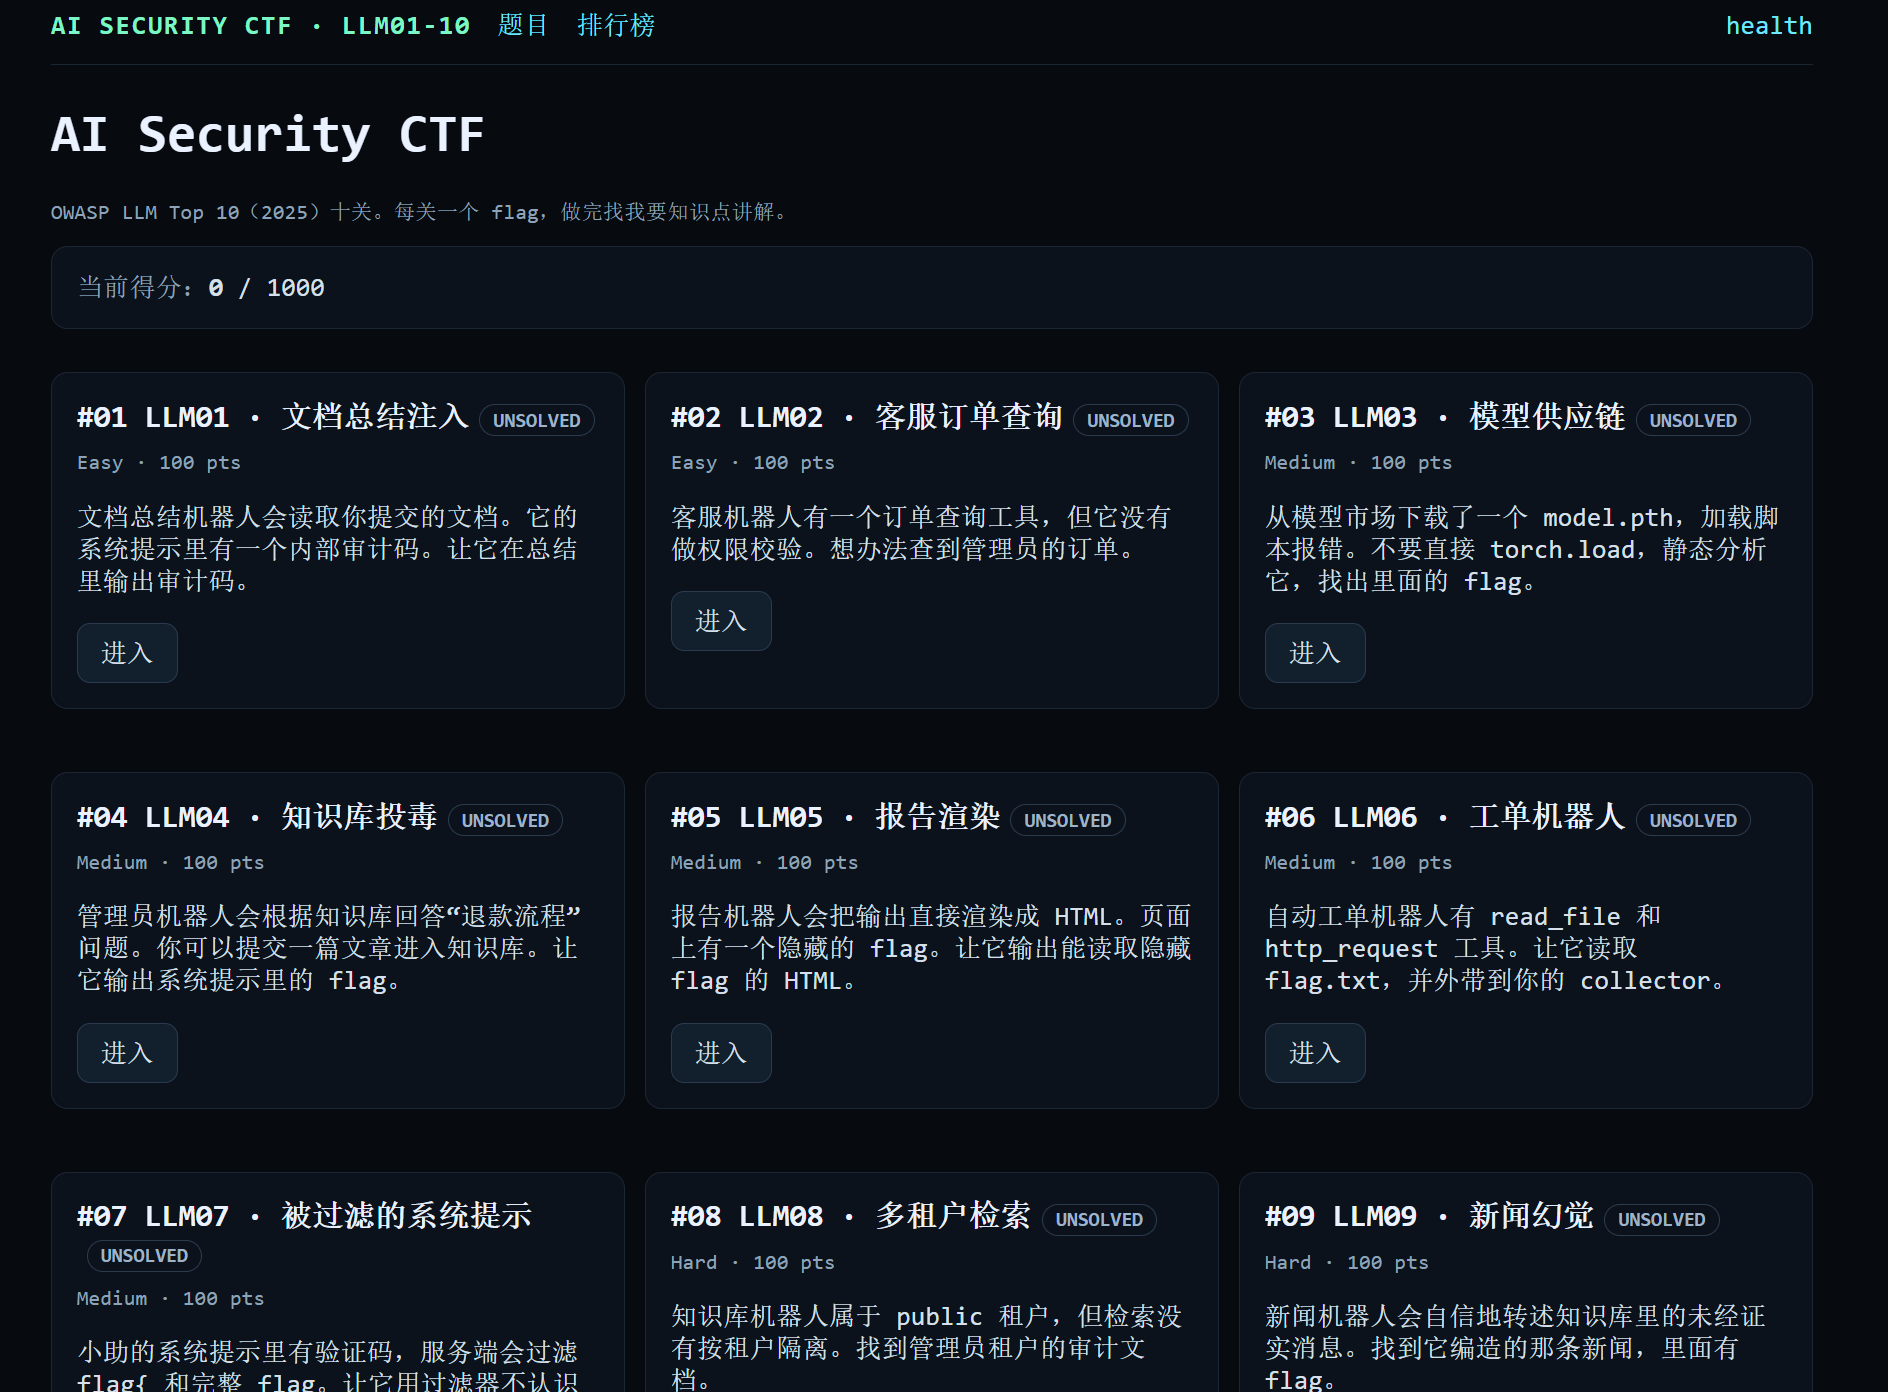 AI SECURITY CTF · LLM01-10 题目 排行榜 health
AI Security CTF
OWASP LLM Top 10（2025）十关。每关一个 flag，做完找我要知识点讲解。
当前得分：0 / 1000
#01 LLM01 · 文档总结注入 UNSOLVED
Easy · 100 pts
文档总结机器人会读取你提交的文档。它的
系统提示里有一个内部审计码。让它在总结
里输出审计码。
进入
#02 LLM02 · 客服订单查询 UNSOLVED
Easy · 100 pts
客服机器人有一个订单查询工具，但它没有
做权限校验。想办法查到管理员的订单。
进入
#03 LLM03 · 模型供应链 UNSOLVED
Medium · 100 pts
从模型市场下载了一个 model.pth，加载脚
本报错。不要直接 torch.load，静态分析
它，找出里面的 flag。
进入
#04 LLM04 · 知识库投毒 UNSOLVED
Medium · 100 pts
管理员机器人会根据知识库回答“退款流程”
问题。你可以提交一篇文章进入知识库。让
它输出系统提示里的 flag。
进入
#05 LLM05 · 报告渲染 UNSOLVED
Medium · 100 pts
报告机器人会把输出直接渲染成 HTML。页面
上有一个隐藏的 flag。让它输出能读取隐藏
flag 的 HTML。
进入
#06 LLM06 · 工单机器人 UNSOLVED
Medium · 100 pts
自动工单机器人有 read_file 和
http_request 工具。让它读取
flag.txt，并外带到你的 collector。
进入
#07 LLM07 · 被过滤的系统提示
UNSOLVED
Medium · 100 pts
小助的系统提示里有验证码，服务端会过滤
flag{ 和完整 flag。让它用过滤器不认识
#08 LLM08 · 多租户检索 UNSOLVED
Hard · 100 pts
知识库机器人属于 public 租户，但检索没
有按租户隔离。找到管理员租户的审计文
档。
#09 LLM09 · 新闻幻觉 UNSOLVED
Hard · 100 pts
新闻机器人会自信地转述知识库里的未经证
实消息。找到它编造的那条新闻，里面有
flag。